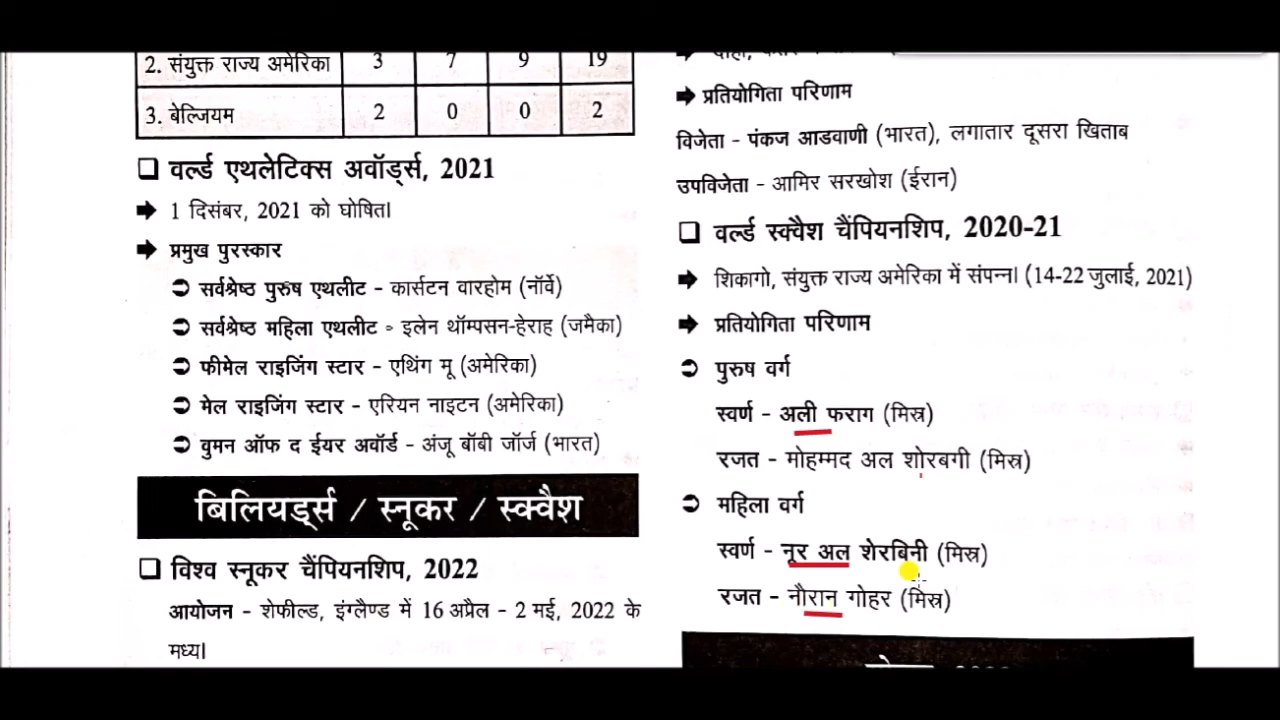 2. संयुक्त राज्य अमेरिका 3 7 9 19
3. बेल्जियम 2 0 0 2
❑ वर्ल्ड एथलेटिक्स अवॉर्ड्स, 2021
➡ 1 दिसंबर, 2021 को घोषित।
➡ प्रमुख पुरस्कार
➲ सर्वश्रेष्ठ पुरुष एथलीट - कार्सटन वारहोम (नॉर्वे)
➲ सर्वश्रेष्ठ महिला एथलीट - इलेन थॉम्पसन-हेराह (जमैका)
➲ फीमेल राइजिंग स्टार - एथिंग मू (अमेरिका)
➲ मेल राइजिंग स्टार - एरियन नाइटन (अमेरिका)
➲ वुमन ऑफ द ईयर अवॉर्ड - अंजू बॉबी जॉर्ज (भारत)
बिलियर्ड्स / स्नूकर / स्क्वैश
❑ विश्व स्नूकर चैंपियनशिप, 2022
आयोजन - शेफील्ड, इंग्लैण्ड में 16 अप्रैल - 2 मई, 2022 के
मध्य।
➡ प्रतियोगिता परिणाम
विजेता - पंकज आडवाणी (भारत), लगातार दूसरा खिताब
उपविजेता - आमिर सरखोश (ईरान)
❑ वर्ल्ड स्क्वैश चैंपियनशिप, 2020-21
➡ शिकागो, संयुक्त राज्य अमेरिका में संपन्न। (14-22 जुलाई, 2021)
➡ प्रतियोगिता परिणाम
➲ पुरुष वर्ग
स्वर्ण - अली फराग (मिस्र)
रजत - मोहम्मद अल शोरबगी (मिस्र)
➲ महिला वर्ग
स्वर्ण - नूर अल शेरबिनी (मिस्र)
रजत - नौरान गोहर (मिस्र)